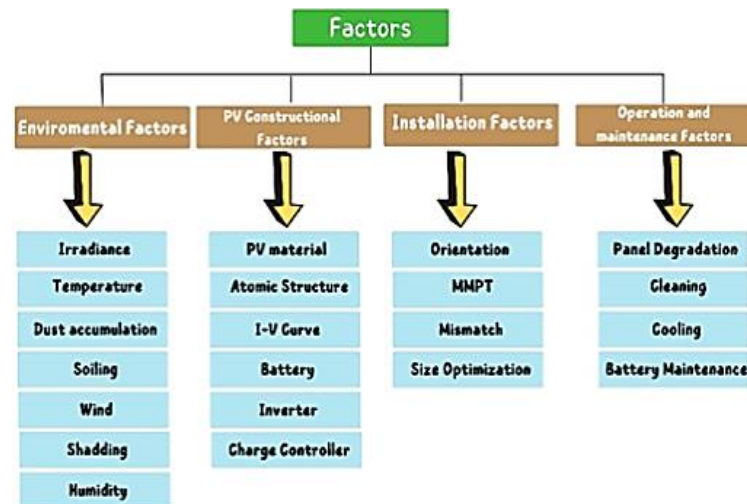 Factors
Enviromental Factors
PV Constructional
Factors
Installation Factors
Operation and
maintenance Factors
Irradiance
Temperature
Dust accumulation
Soiling
Wind
Shadding
Humidity
PV material
Atomic Structure
I-V Curve
Battery
Inverter
Charge Controller
Orientation
MMPT
Mismatch
Size Optimization
Panel Degradation
Cleaning
Cooling
Battery Maintenance